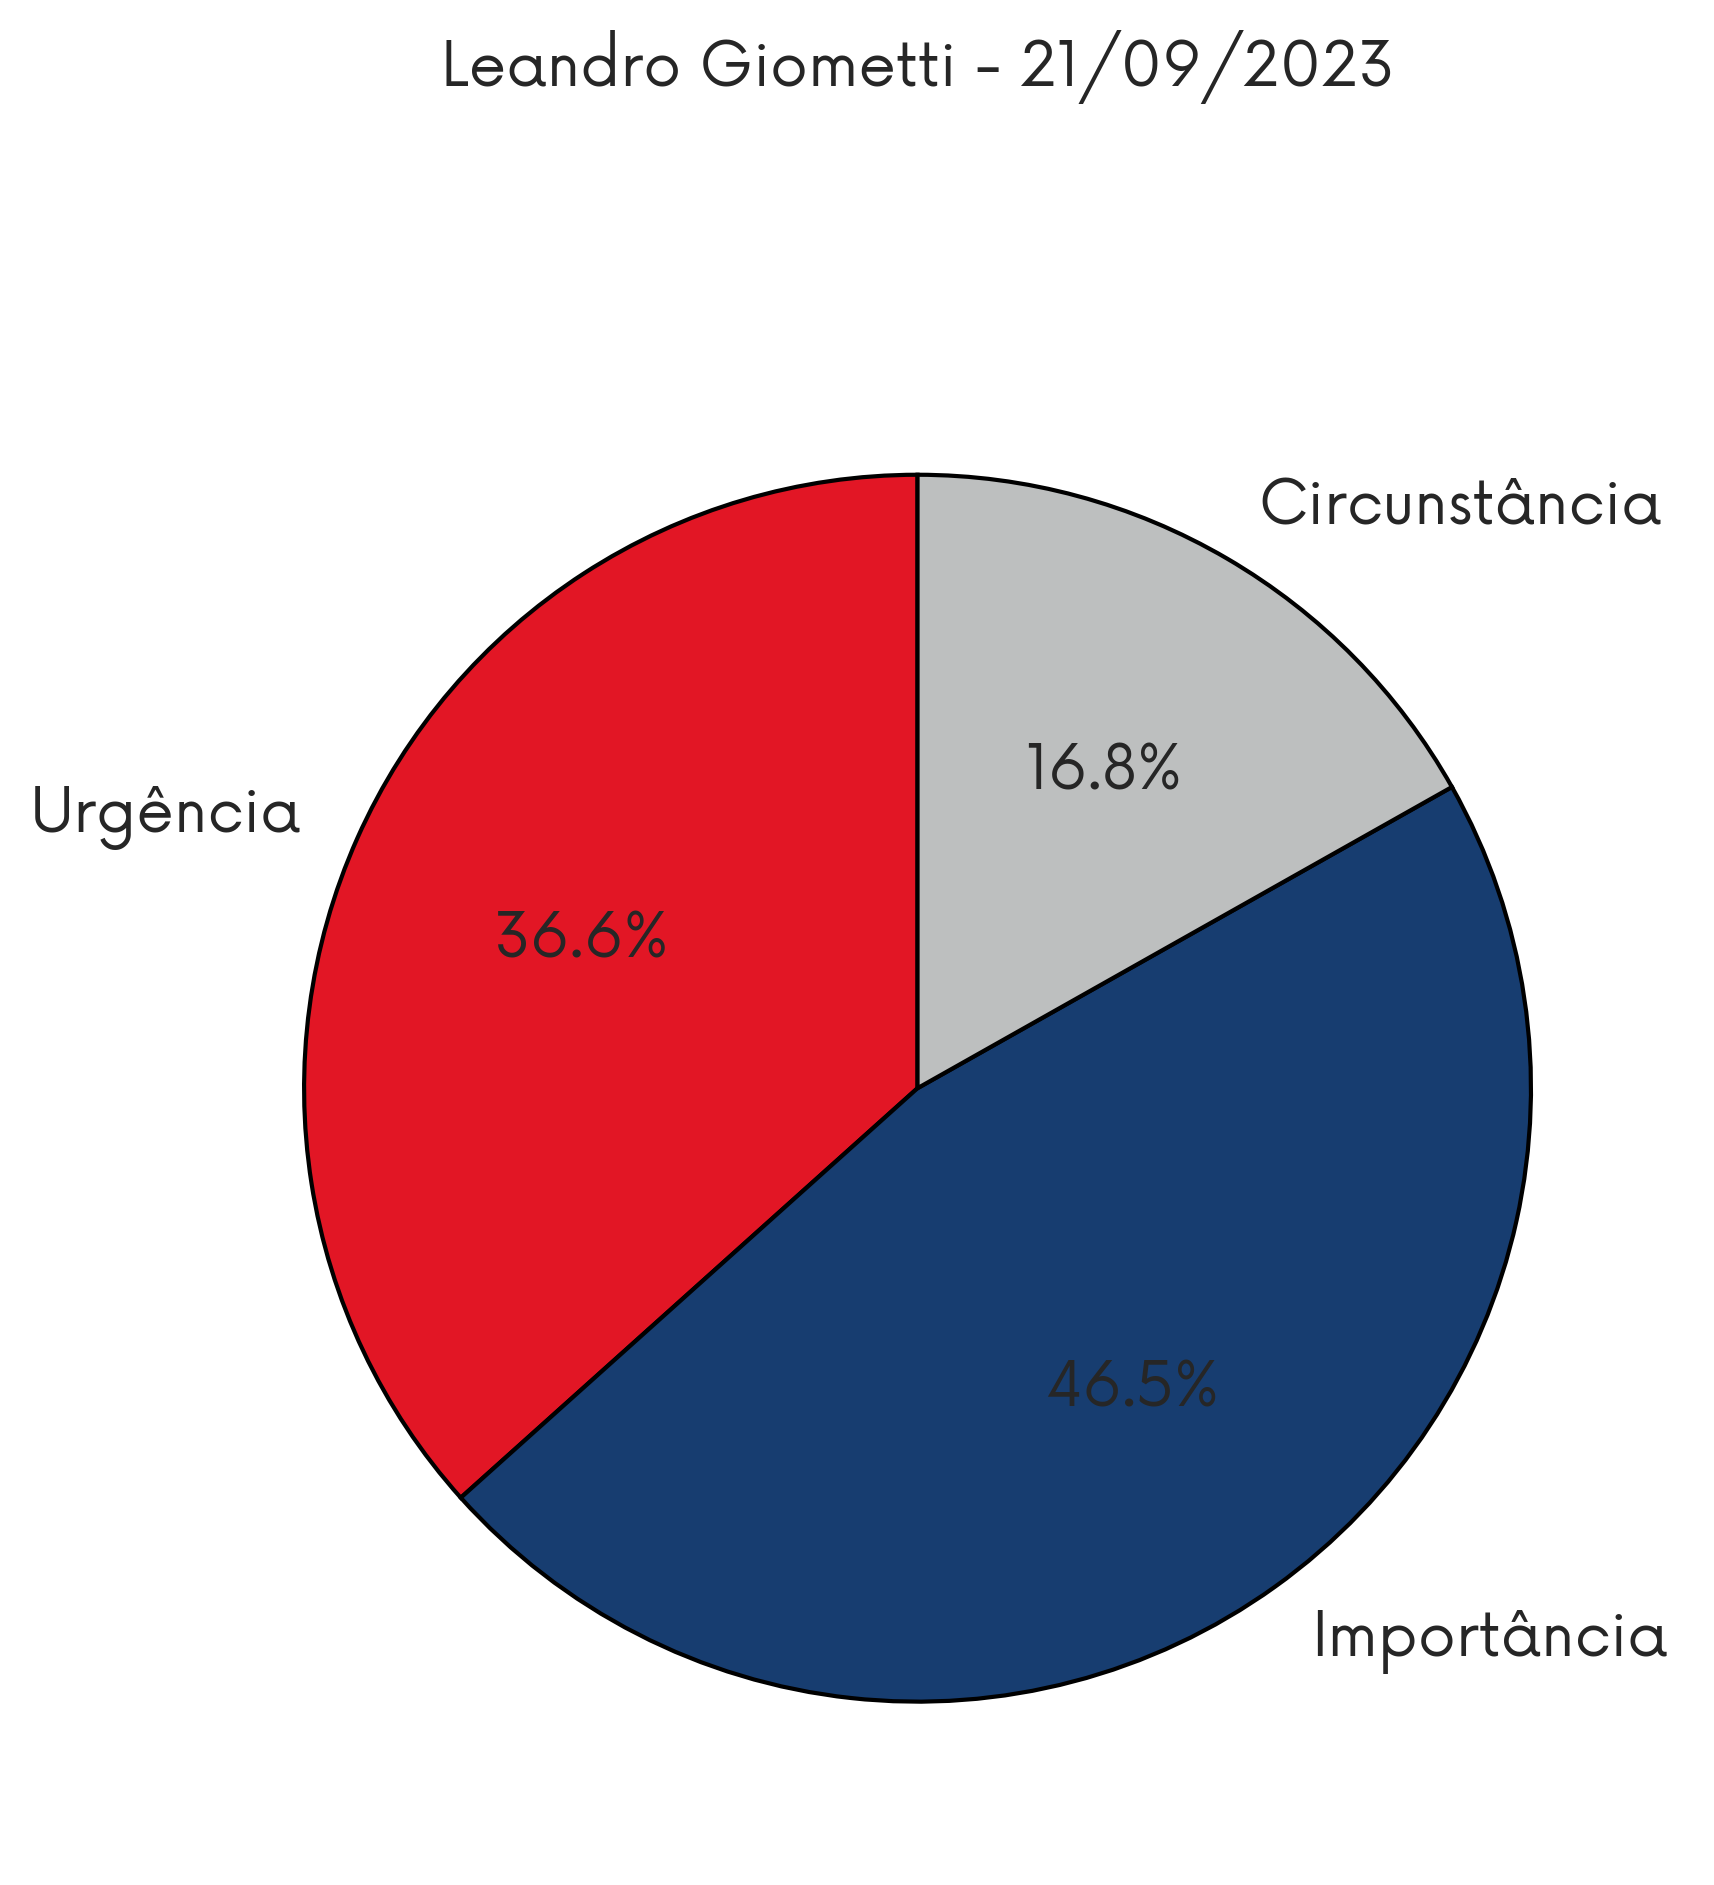 Leandro Giometti - 21/09/2023
Circunstância
16.8%
Urgência
36.6%
46.5%
Importância